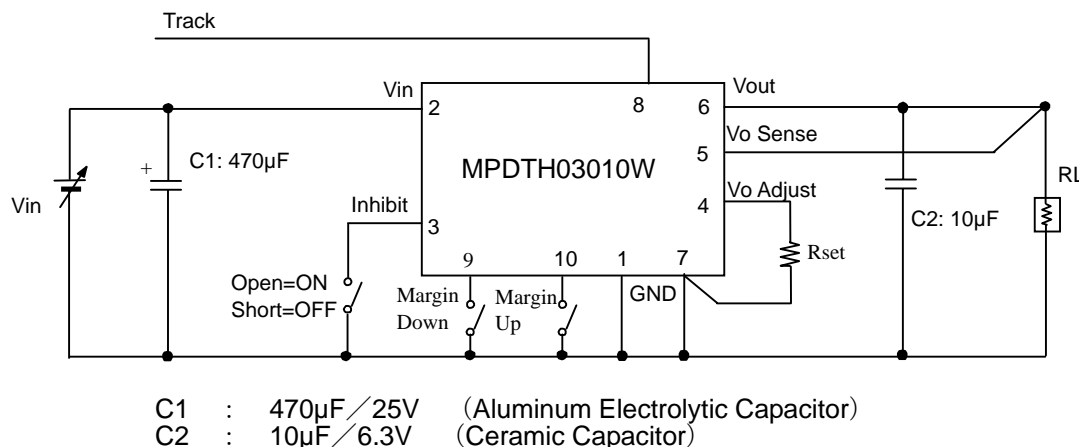 Track
Vin
2
8
6
Vout
C1: 470µF
+
MPDTH03010W
Vo Sense
5
RL
Vin
Inhibit
3
Vo Adjust
4
C2: 10µF
9
10
1
7
Rset
Open=ON
Short=OFF
Margin
Down
Margin
Up
GND
C1 : 470µF／25V （Aluminum Electrolytic Capacitor）
C2 : 10µF／6.3V （Ceramic Capacitor）